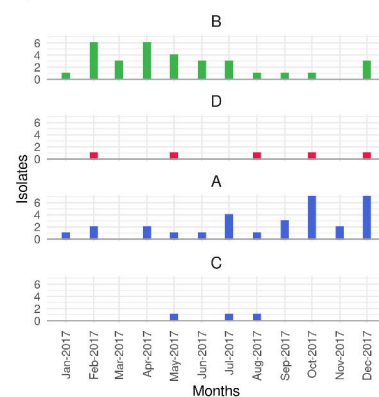 B
6
4
2
0
D
6
4
2
0
Isolates
A
6
4
2
0
C
6
4
2
0
Jan-2017
Feb-2017
Mar-2017
Apr-2017
May-2017
Jun-2017
Jul-2017
Aug-2017
Sep-2017
Oct-2017
Nov-2017
Dec-2017
Months